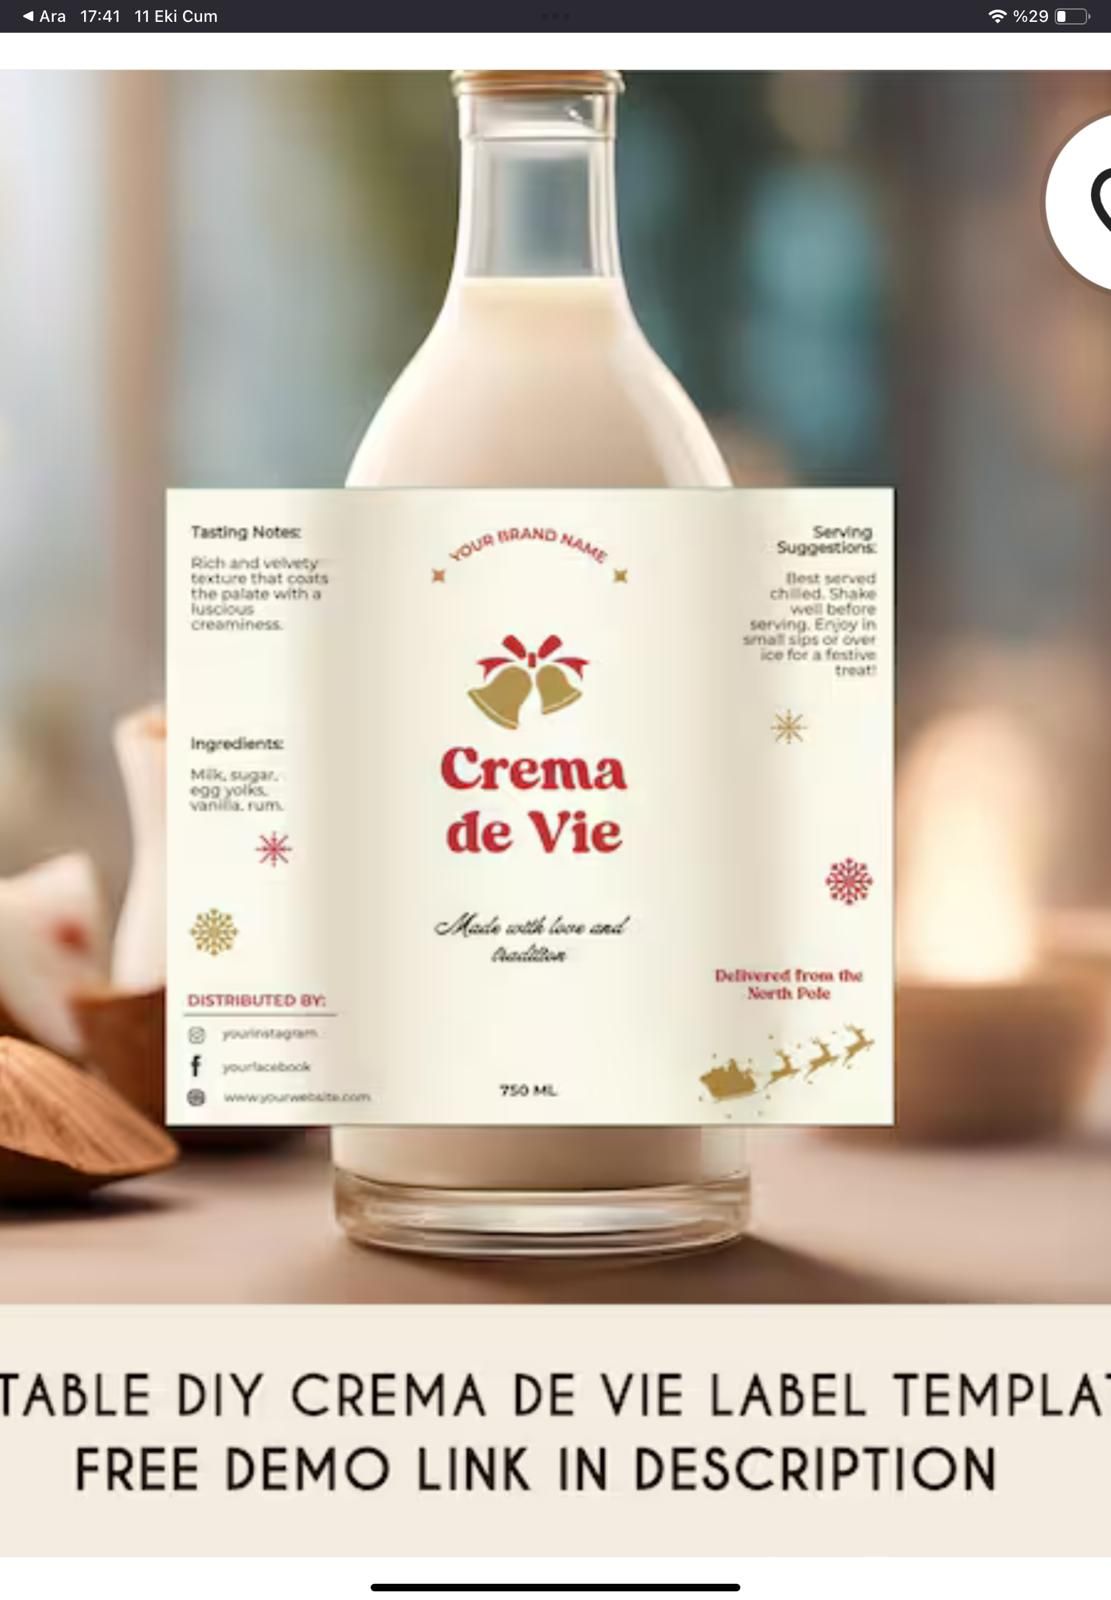 Ara 17:41 11 Eki Cum %29
Tasting Notes:
Rich and velvety
texture that coats
the palate with a
luscious
creaminess.
Ingredients:
Milk, sugar,
egg yolks,
vanilla, rum.
DISTRIBUTED BY:
yourinstagram
yourfacebook
www.yourwebsite.com
YOUR BRAND NAME
Crema
de Vie
Made with love and
tradition
750 ML
Serving
Suggestions:
Best served
chilled. Shake
well before
serving. Enjoy in
small sips or over
ice for a festive
treat!
Delivered from the
North Pole
TABLE DIY CREMA DE VIE LABEL TEMPLAT
FREE DEMO LINK IN DESCRIPTION